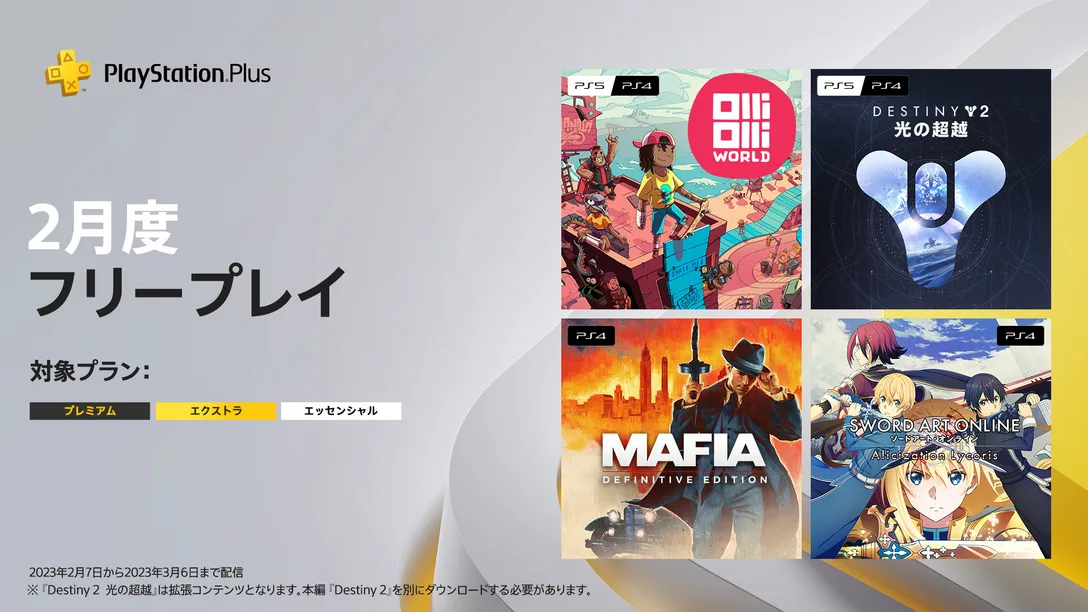 PlayStation.Plus
2月度
フリープレイ
対象プラン:
プレミアム
エクストラ
エッセンシャル
2023年2月7日から2023年3月6日まで配信
※『Destiny 2 光の超越』は拡張コンテンツとなります。本編『Destiny 2』を別にダウンロードする必要があります。
PS5 PS4
Olli
Olli
WORLD
PS5 PS4
DESTINY 2
光の超越
PS4
MAFIA
DEFINITIVE EDITION
PS4
SWORD ART ONLINE
ソードアート・オンライン
Alicization Lycoris